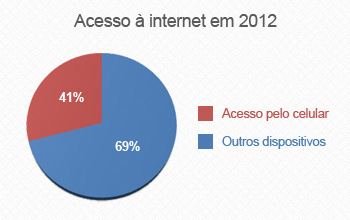 Acesso à internet em 2012
41%
69%
Acesso pelo celular
Outros dispositivos